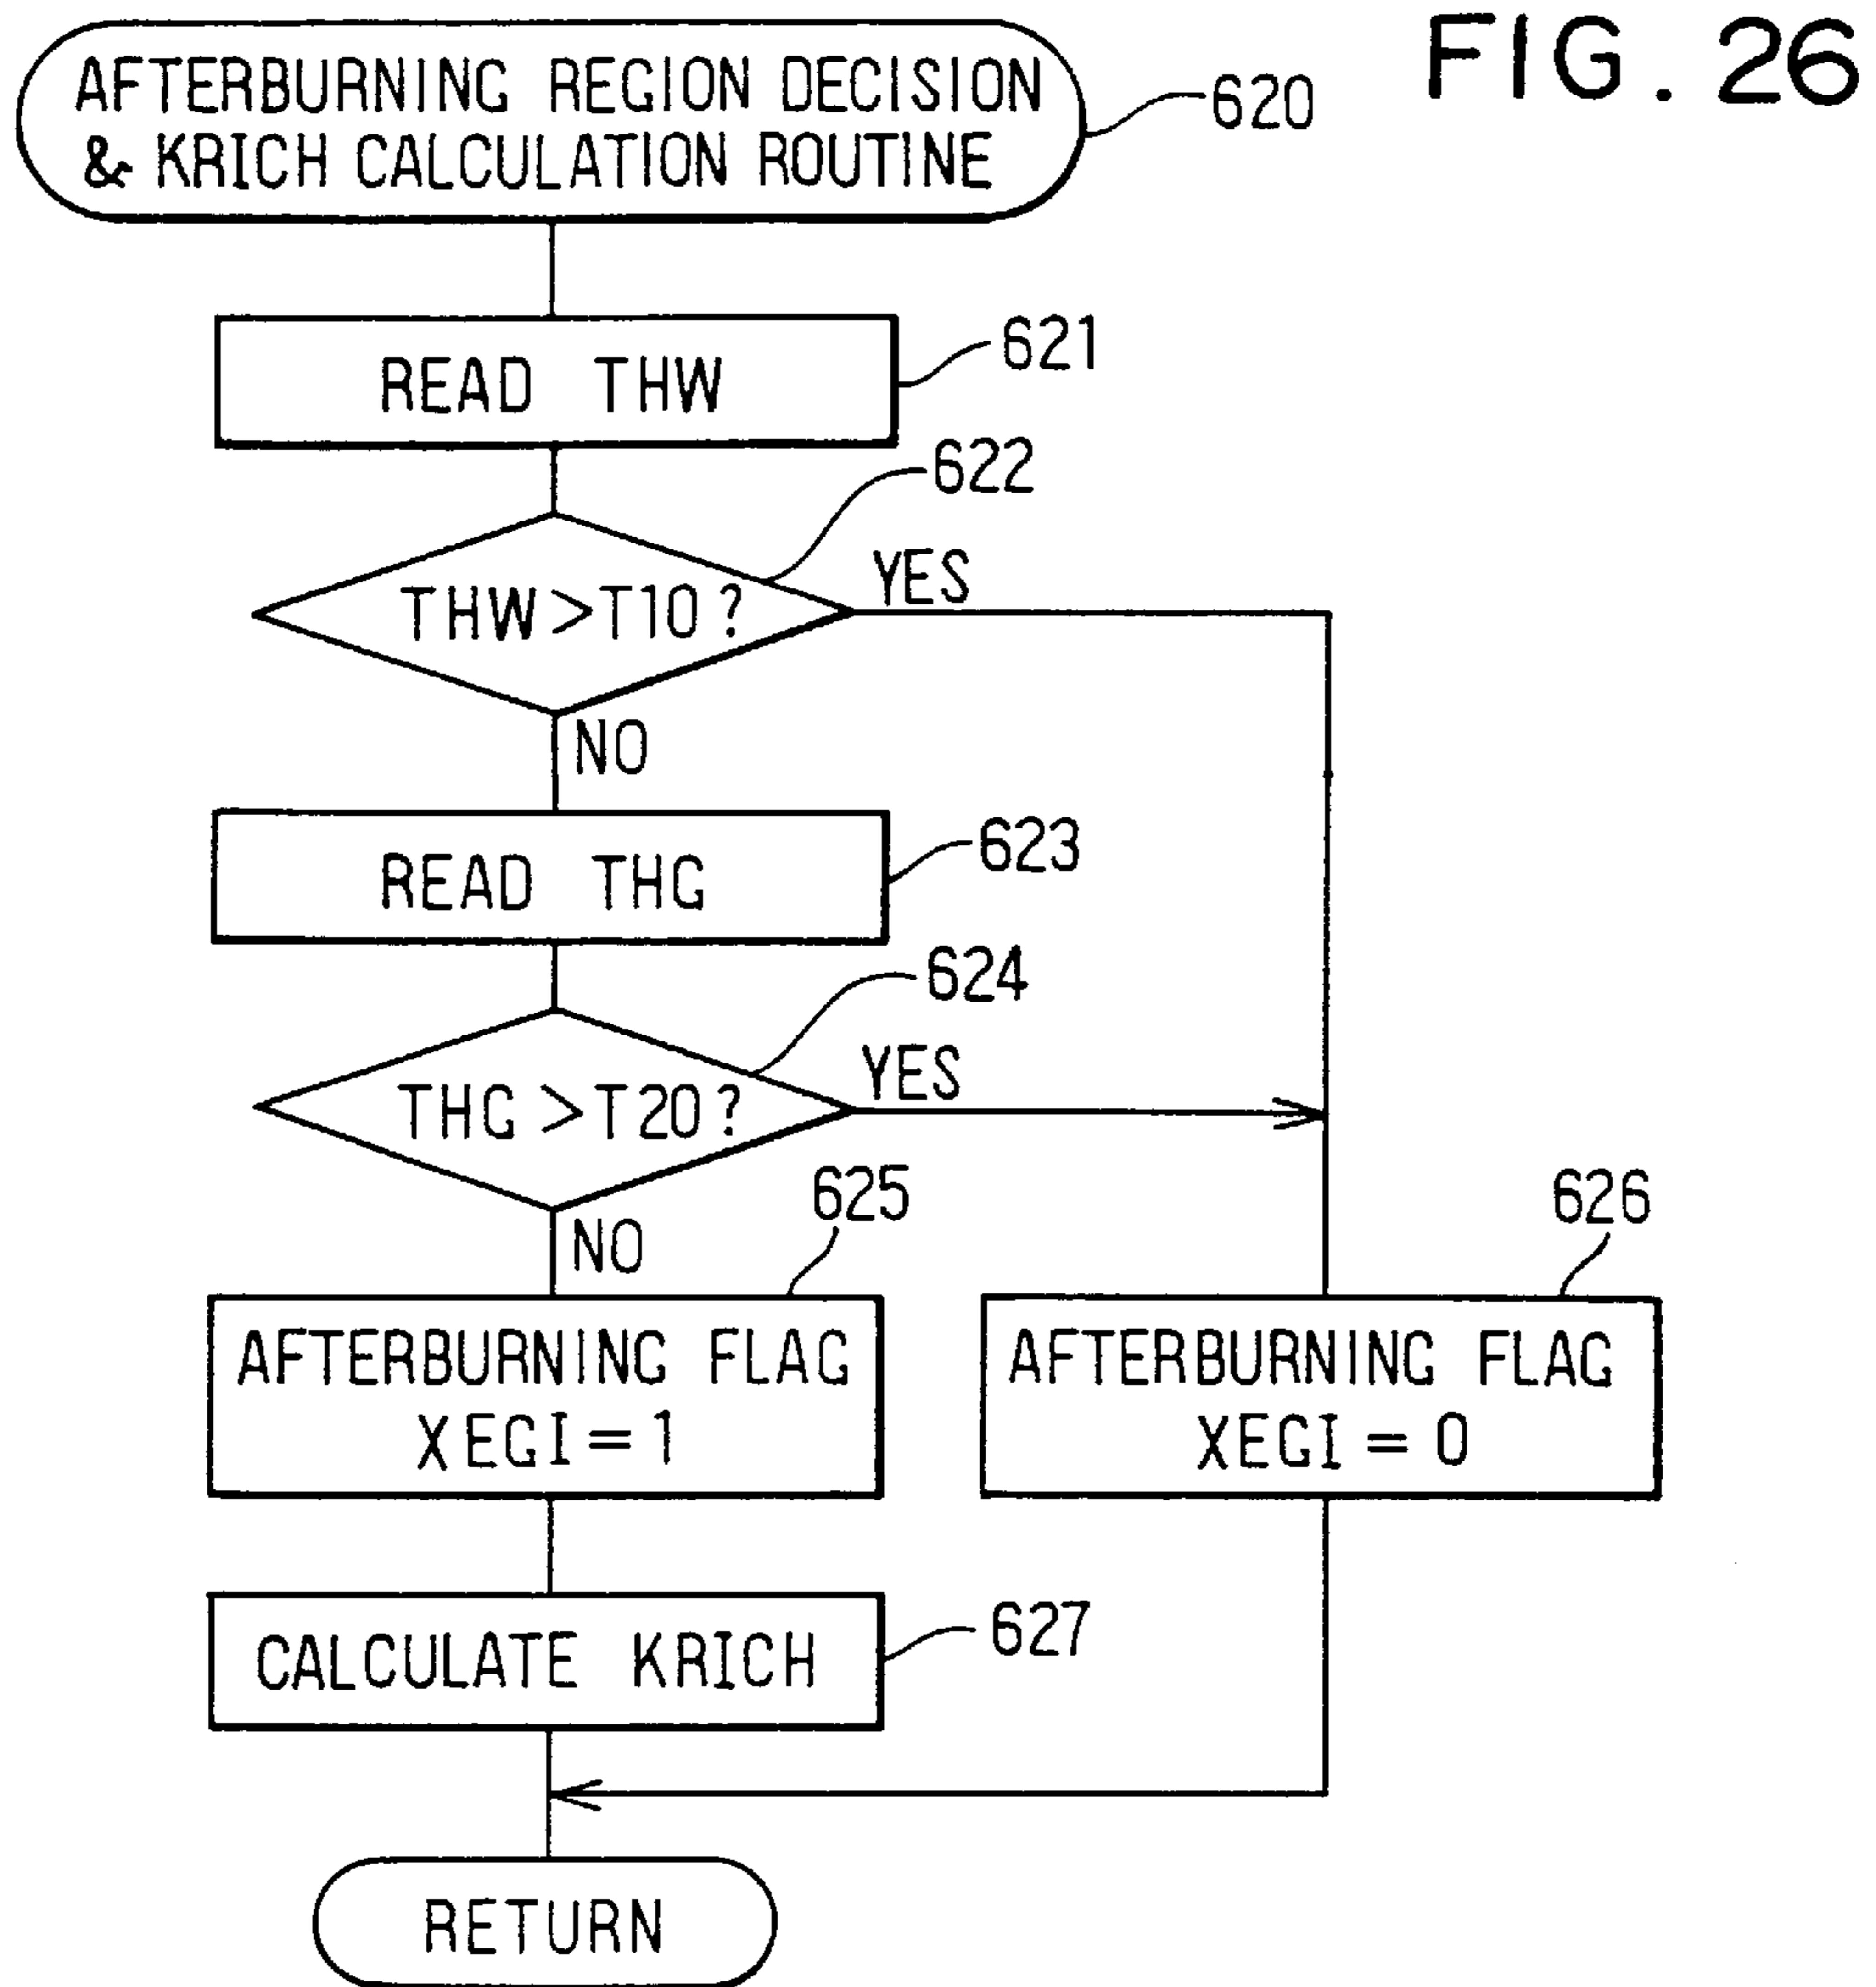 FIG. 26
AFTERBURNING REGION DECISION
& KRICH CALCULATION ROUTINE
620
READ THW
621
622
THW>T10?
YES
NO
READ THG
623
624
THG>T20?
YES
NO
625
626
AFTERBURNING FLAG
XEGI=1
AFTERBURNING FLAG
XEGI=0
CALCULATE KRICH
627
RETURN